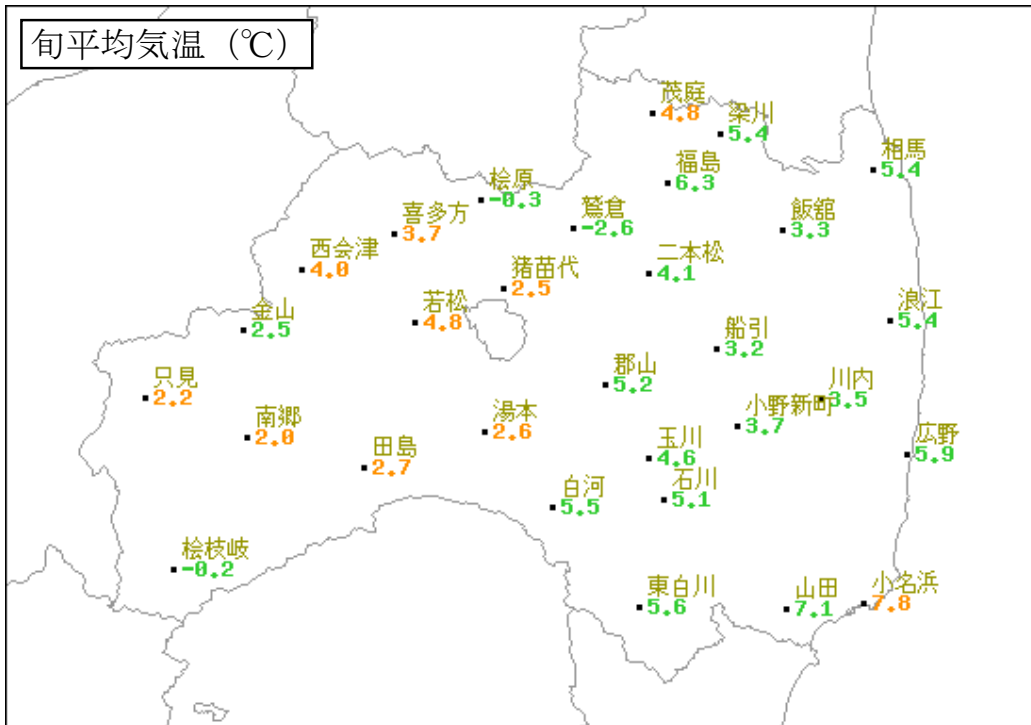 旬平均気温（℃）
茂庭
4.8
梁川
5.4
相馬
5.4
福島
6.3
桧原
-0.3
鷲倉
-2.6
飯舘
3.3
喜多方
3.7
西会津
4.0
二本松
4.1
猪苗代
2.5
金山
2.5
若松
4.8
浪江
5.4
船引
3.2
郡山
5.2
只見
2.2
川内
3.5
小野新町
3.7
南郷
2.0
湯本
2.6
田島
2.7
玉川
4.6
広野
5.9
石川
5.1
白河
5.5
桧枝岐
-0.2
東白川
5.6
山田
7.1
小名浜
7.8